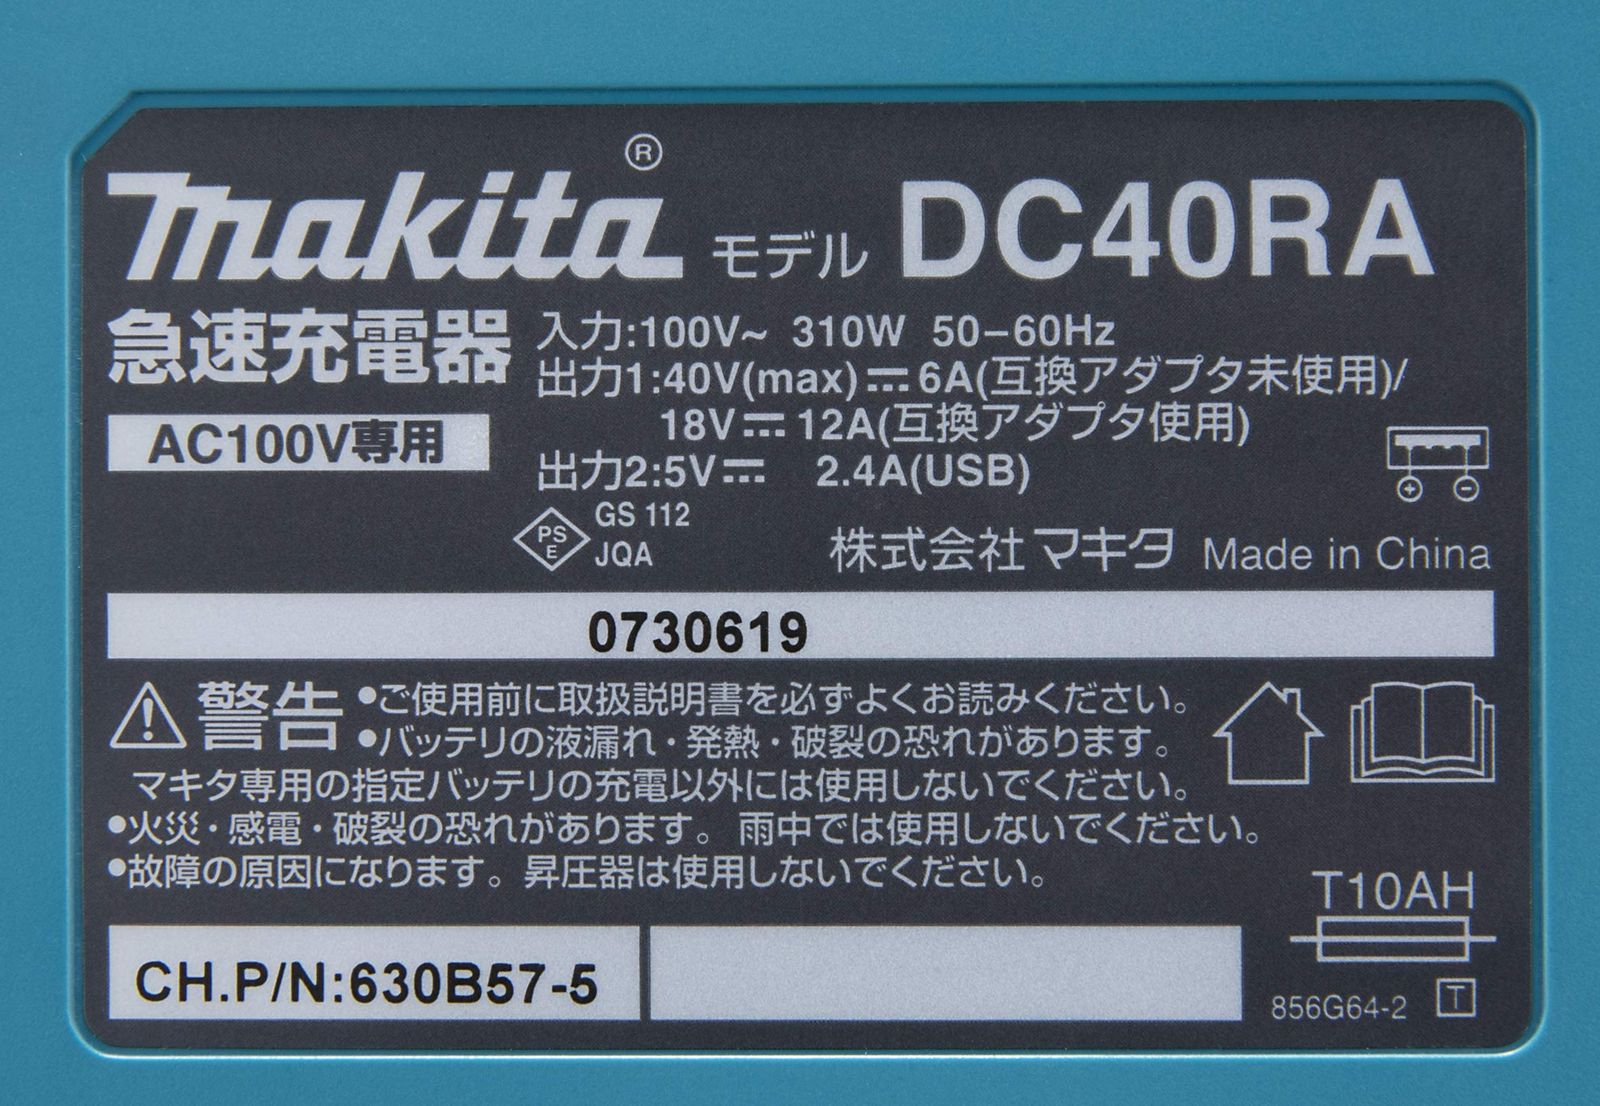 makita® モデル DC40RA
急速充電器
AC100V専用
入力:100V~ 310W 50-60Hz
出力1:40V(max)⎓6A(互換アダプタ未使用)/
18V⎓12A(互換アダプタ使用)
出力2:5V⎓ 2.4A(USB)
PS
E
GS 112
JQA
株式会社マキタ Made in China
0730619
警告 •ご使用前に取扱説明書を必ずよくお読みください。
•バッテリの液漏れ・発熱・破裂の恐れがあります。
マキタ専用の指定バッテリの充電以外には使用しないでください。
•火災・感電・破裂の恐れがあります。雨中では使用しないでください。
•故障の原因になります。昇圧器は使用しないでください。
T10AH
CH.P/N:630B57-5
856G64-2 T